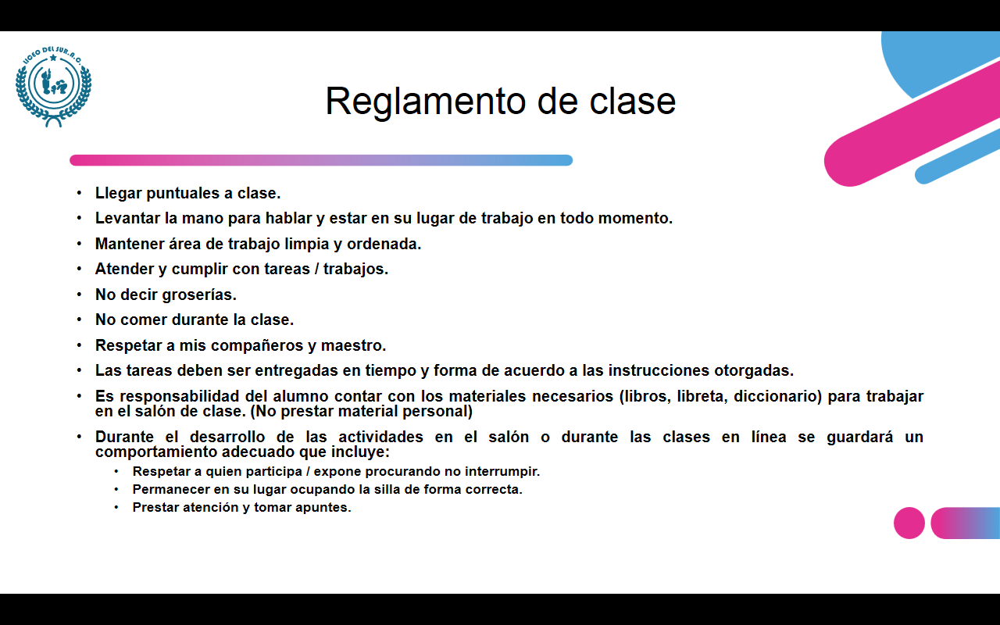 LICEO DEL SUR, A.C.
Reglamento de clase
• Llegar puntuales a clase.
• Levantar la mano para hablar y estar en su lugar de trabajo en todo momento.
• Mantener área de trabajo limpia y ordenada.
• Atender y cumplir con tareas / trabajos.
• No decir groserías.
• No comer durante la clase.
• Respetar a mis compañeros y maestro.
• Las tareas deben ser entregadas en tiempo y forma de acuerdo a las instrucciones otorgadas.
• Es responsabilidad del alumno contar con los materiales necesarios (libros, libreta, diccionario) para trabajar
en el salón de clase. (No prestar material personal)
• Durante el desarrollo de las actividades en el salón o durante las clases en línea se guardará un
comportamiento adecuado que incluye:
• Respetar a quien participa / expone procurando no interrumpir.
• Permanecer en su lugar ocupando la silla de forma correcta.
• Prestar atención y tomar apuntes.